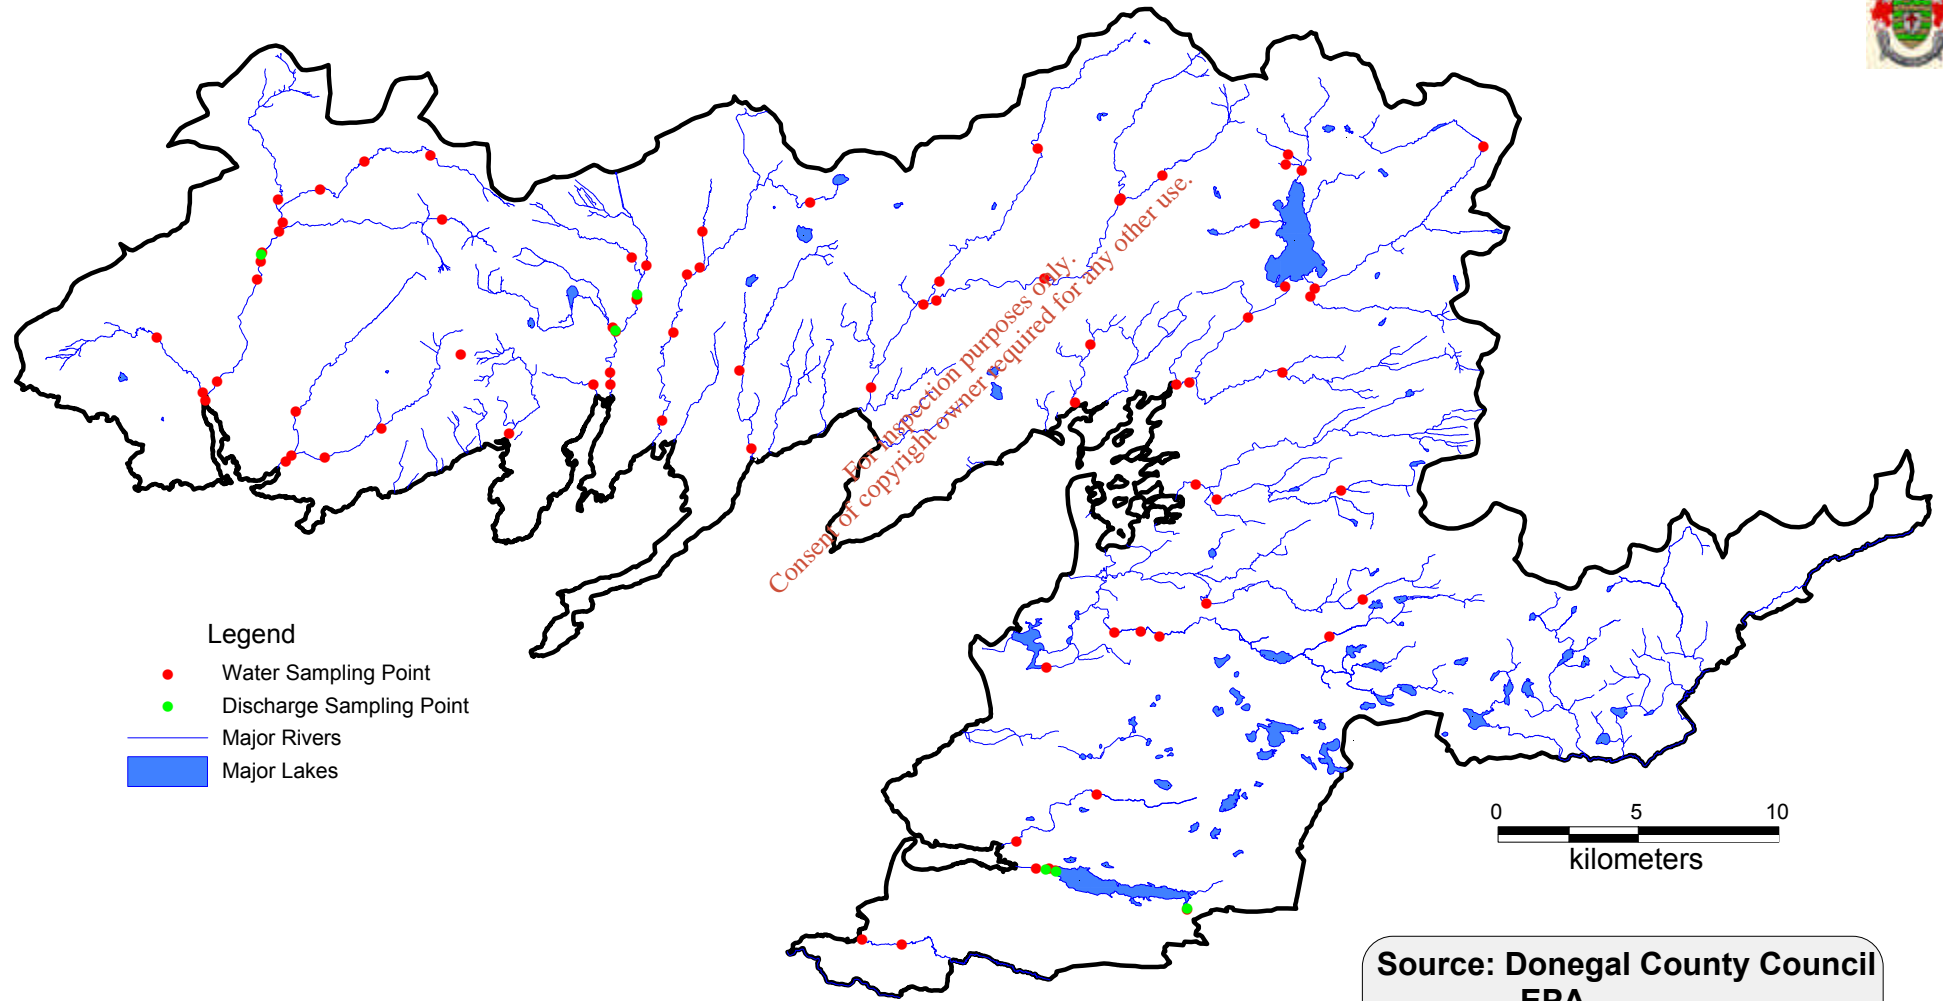 For inspection purposes only.
Consent of copyright owner required for any other use.
Legend
Water Sampling Point
Discharge Sampling Point
Major Rivers
Major Lakes
0 5 10
kilometers
Source: Donegal County Council
EPA